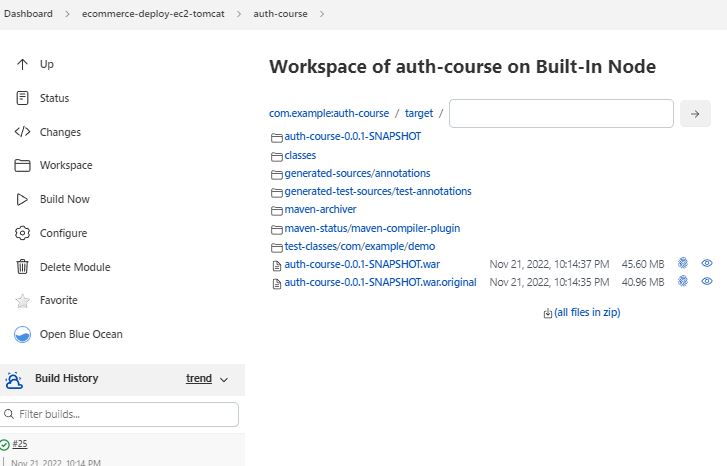 Dashboard > ecommerce-deploy-ec2-tomcat > auth-course >
Up
Status
Changes
Workspace
Build Now
Configure
Delete Module
Favorite
Open Blue Ocean
Build History trend
Filter builds...
#25
Nov 21, 2022, 10:14 PM
Workspace of auth-course on Built-In Node
com.example:auth-course / target /
auth-course-0.0.1-SNAPSHOT
classes
generated-sources/annotations
generated-test-sources/test-annotations
maven-archiver
maven-status/maven-compiler-plugin
test-classes/com/example/demo
auth-course-0.0.1-SNAPSHOT.war Nov 21, 2022, 10:14:37 PM 45.60 MB
auth-course-0.0.1-SNAPSHOT.war.original Nov 21, 2022, 10:14:35 PM 40.96 MB
(all files in zip)